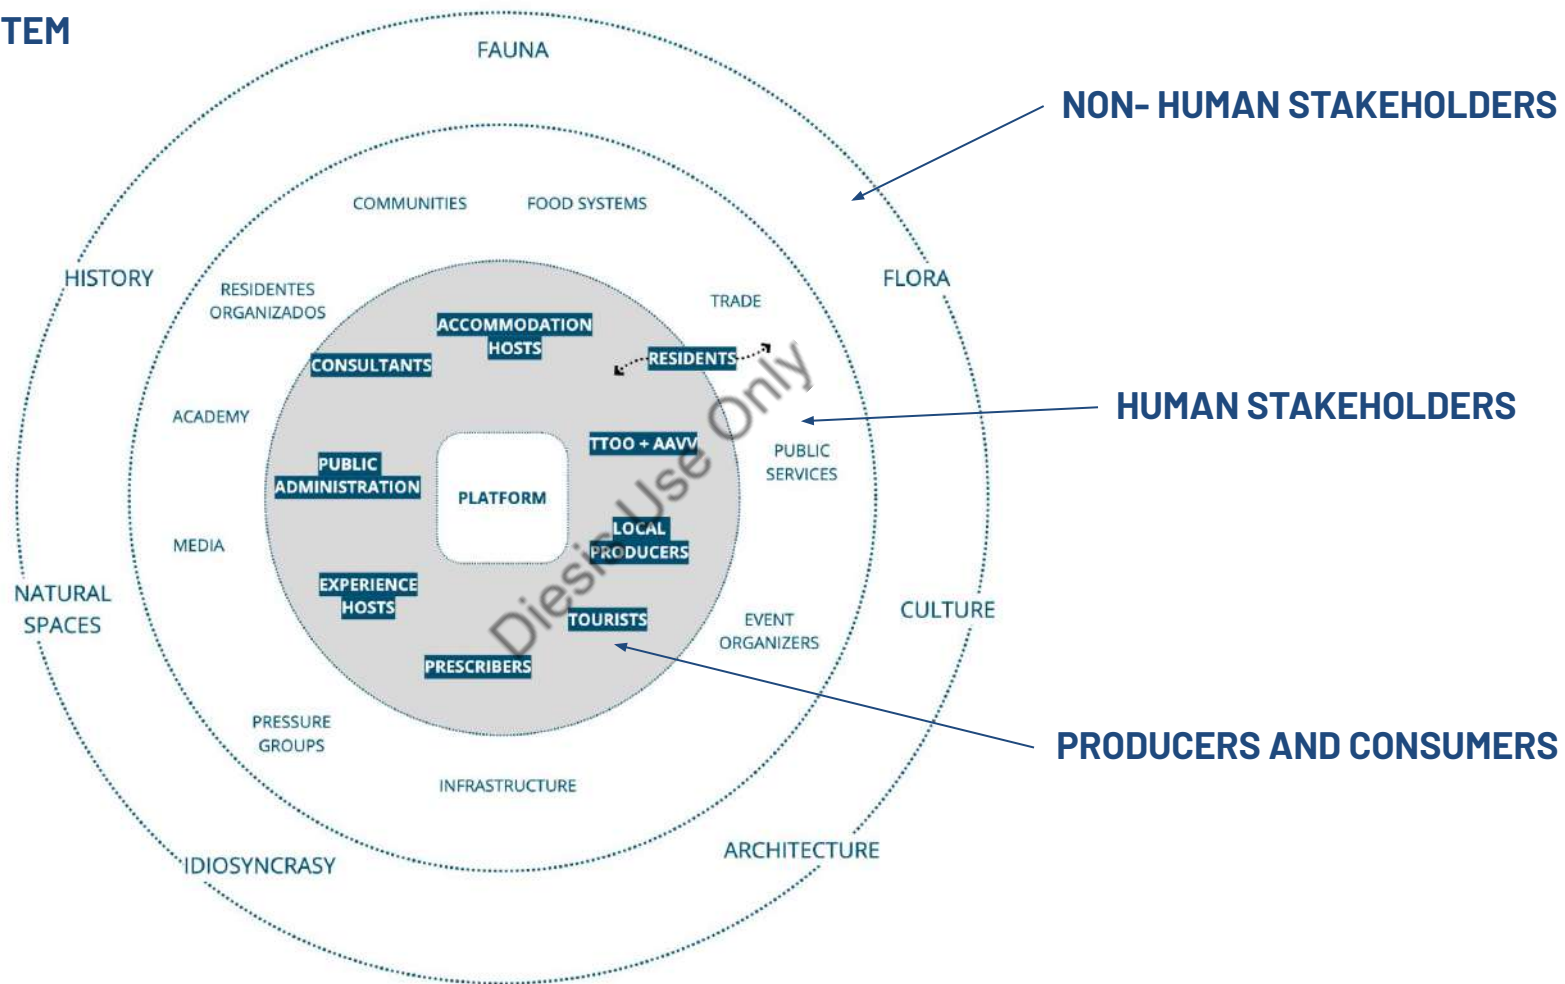 TEM
FAUNA
NON- HUMAN STAKEHOLDERS
COMMUNITIES
FOOD SYSTEMS
HISTORY
FLORA
RESIDENTES
ORGANIZADOS
TRADE
ACCOMMODATION
HOSTS
CONSULTANTS
RESIDENTS
ACADEMY
HUMAN STAKEHOLDERS
TTOO + AAVV
PUBLIC
SERVICES
PUBLIC
ADMINISTRATION
PLATFORM
LOCAL
PRODUCERS
MEDIA
EXPERIENCE
HOSTS
NATURAL
SPACES
TOURISTS
EVENT
ORGANIZERS
CULTURE
PRESCRIBERS
PRESSURE
GROUPS
PRODUCERS AND CONSUMERS
INFRASTRUCTURE
IDIOSYNCRASY
ARCHITECTURE
Diesis Use Only